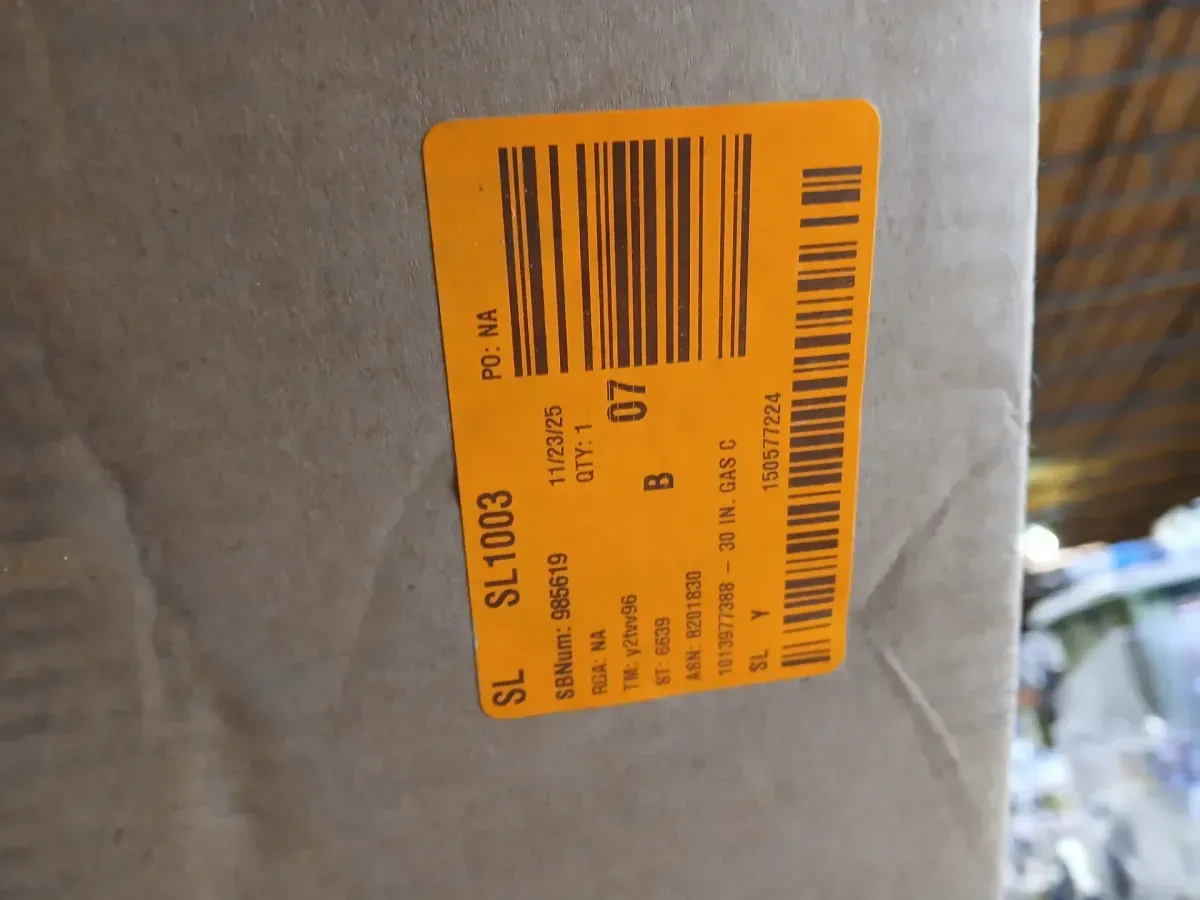 SL SL1003 PO: NA
SBNum: 985619 11/23/25
RGA: NA QTY: 1
TM: y2tvv96 07
ST: 6639 B
ASN: 8201830
1013977388 - 30 IN. GAS C
SL Y 150577224